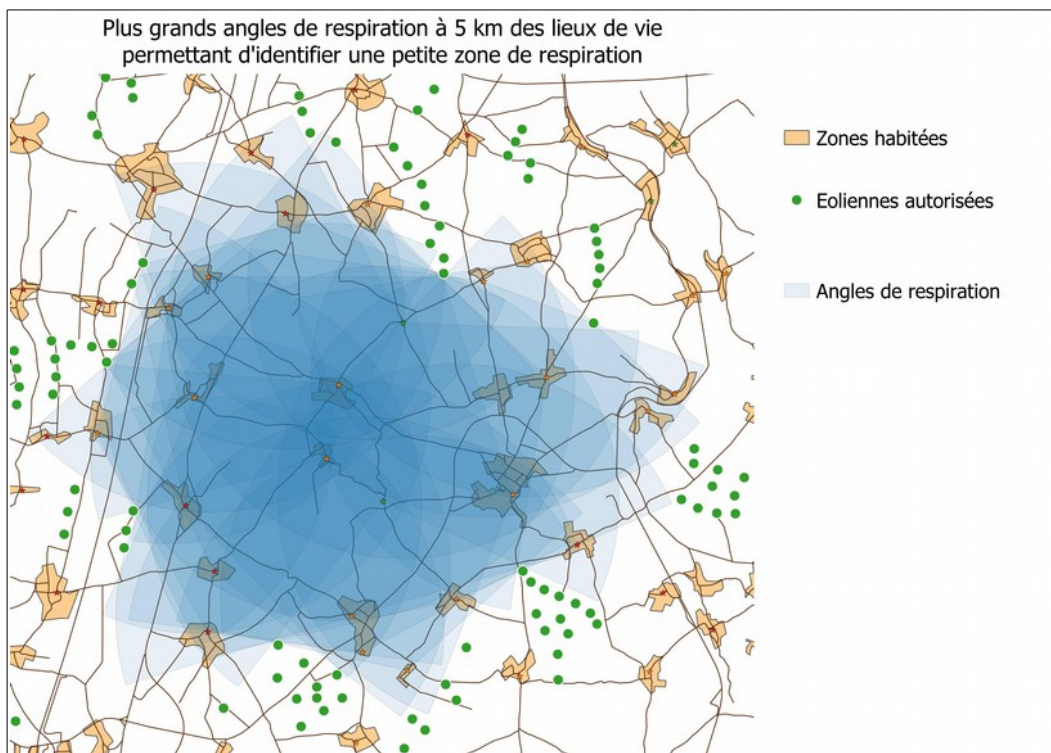 Plus grands angles de respiration à 5 km des lieux de vie
permettant d'identifier une petite zone de respiration
Zones habitées
Eoliennes autorisées
Angles de respiration